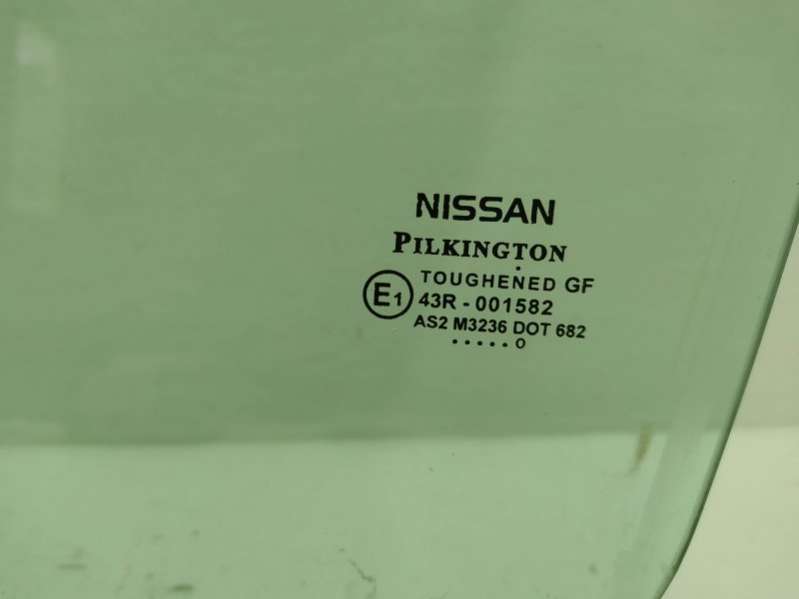 NISSAN
PILKINGTON
TOUGHENED GF
E1 43R - 001582
AS2 M3236 DOT 682
.....0